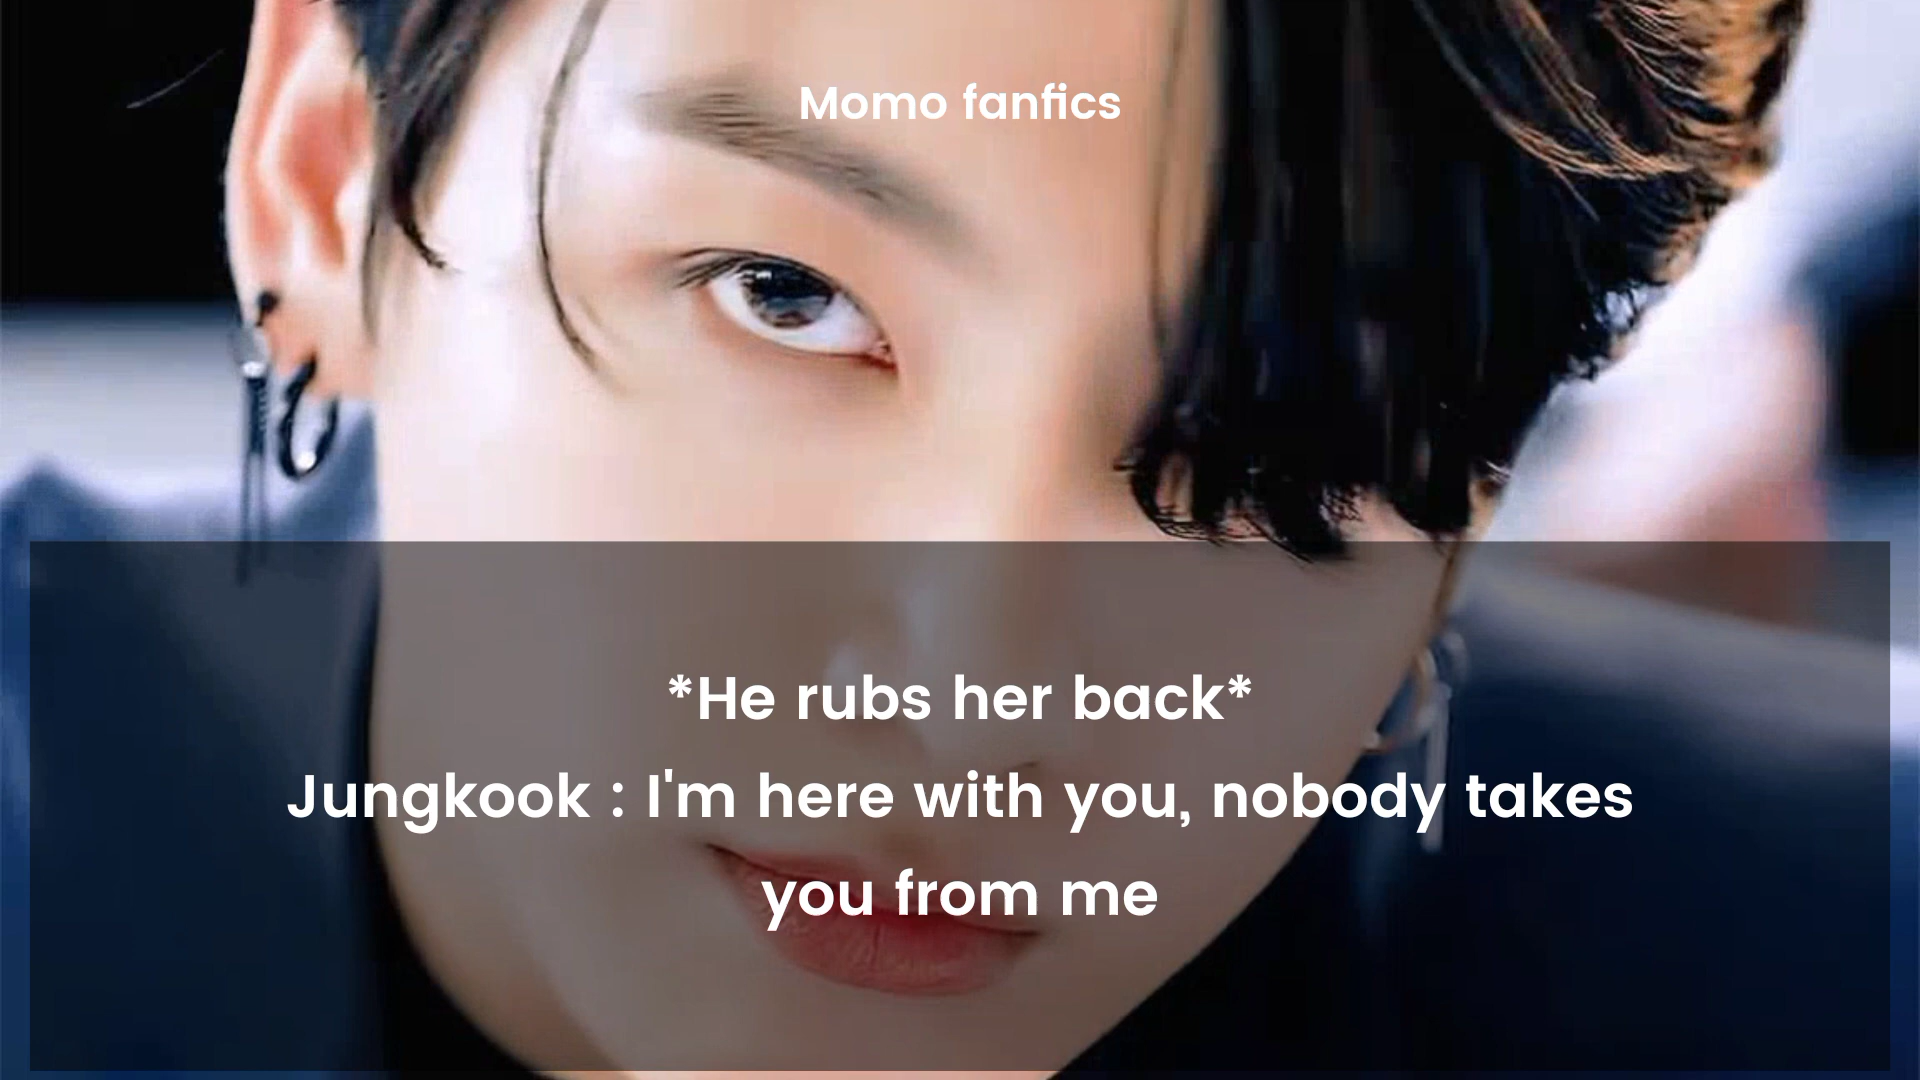 Momo fanfics
*He rubs her back*
Jungkook : I'm here with you, nobody takes
you from me